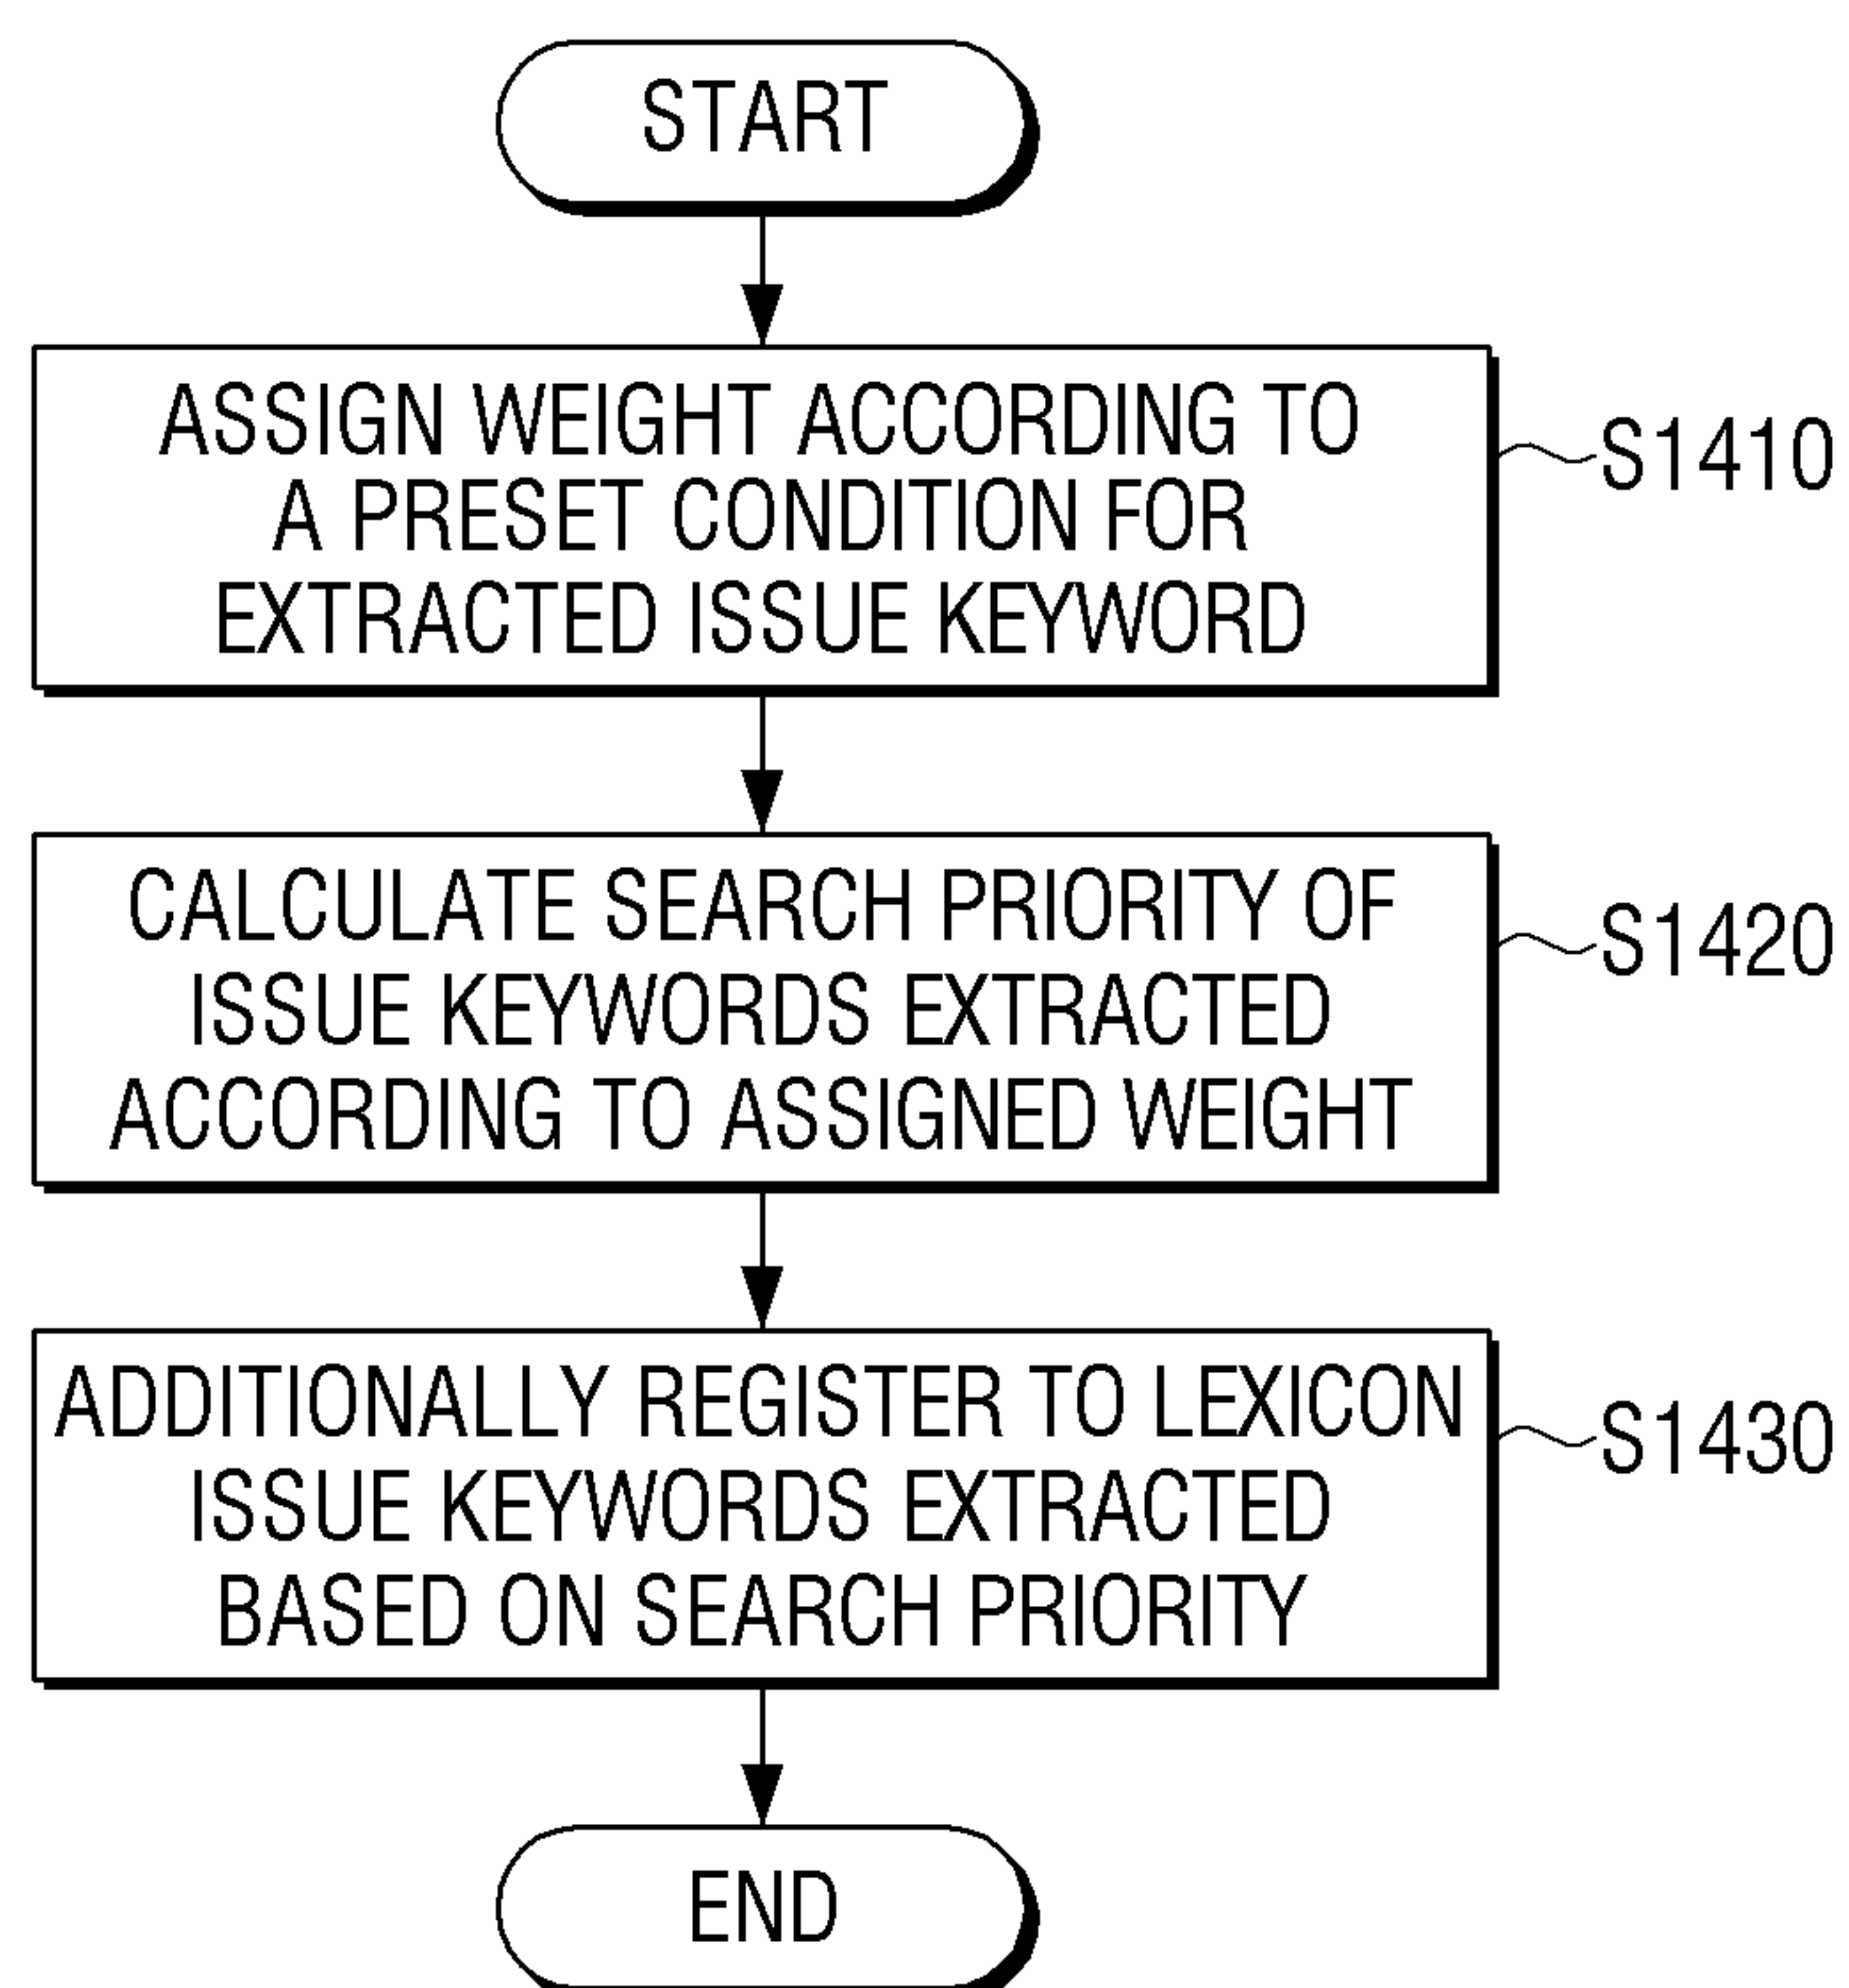 START
ASSIGN WEIGHT ACCORDING TO
A PRESET CONDITION FOR
EXTRACTED ISSUE KEYWORD
S1410
CALCULATE SEARCH PRIORITY OF
ISSUE KEYWORDS EXTRACTED
ACCORDING TO ASSIGNED WEIGHT
S1420
ADDITIONALLY REGISTER TO LEXICON
ISSUE KEYWORDS EXTRACTED
BASED ON SEARCH PRIORITY
S1430
END